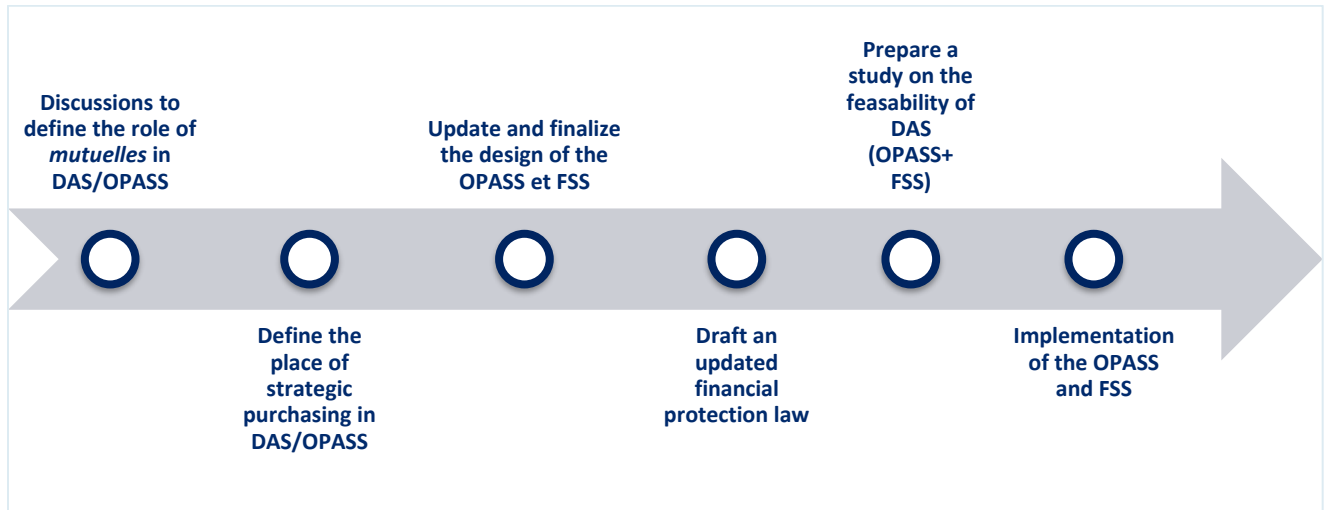 Discussions to
define the role of
mutuelles in
DAS/OPASS
Define the
place of
strategic
purchasing in
DAS/OPASS
Update and finalize
the design of the
OPASS et FSS
Draft an
updated
financial
protection law
Prepare a
study on the
feasability of
DAS
(OPASS+
FSS)
Implementation
of the OPASS
and FSS